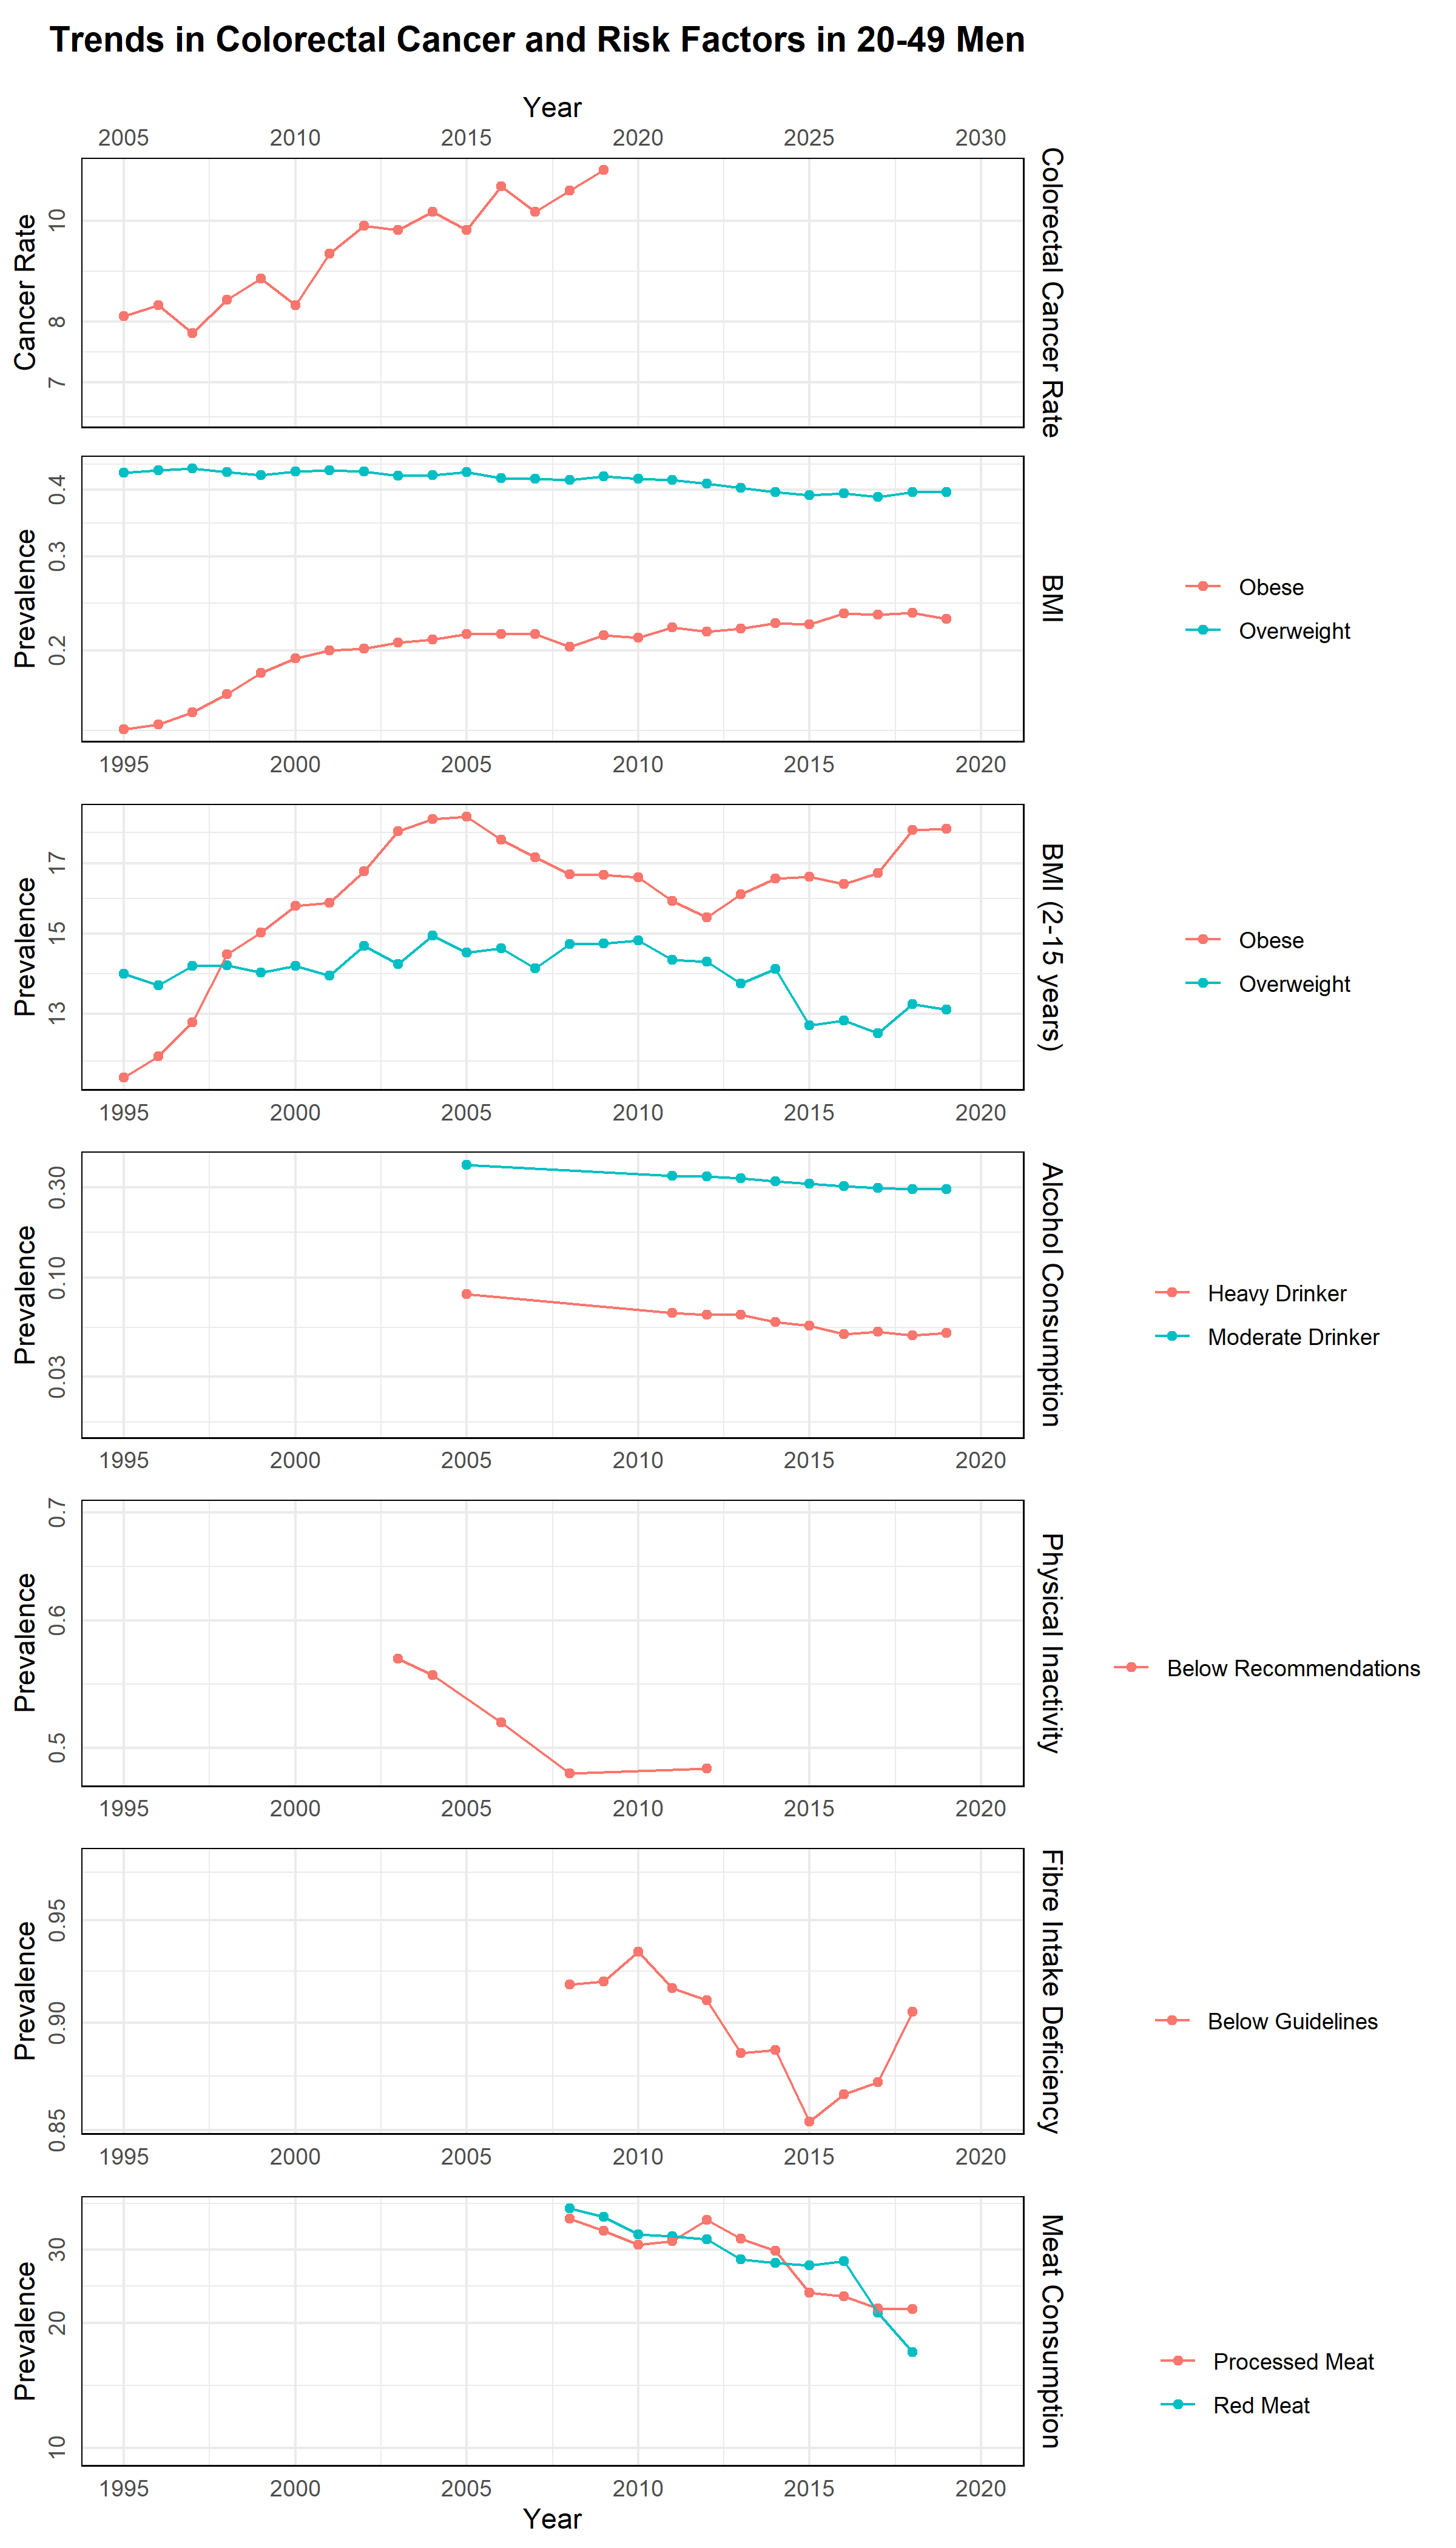 Trends in Colorectal Cancer and Risk Factors in 20-49 Men
Year
2005 2010 2015 2020 2025 2030
Cancer Rate
10
8
7
Colorectal Cancer Rate
Prevalence
0.4
0.3
0.2
BMI
Obese
Overweight
1995 2000 2005 2010 2015 2020
Prevalence
17
15
13
BMI (2-15 years)
Obese
Overweight
1995 2000 2005 2010 2015 2020
Prevalence
0.30
0.10
0.03
Alcohol Consumption
Heavy Drinker
Moderate Drinker
1995 2000 2005 2010 2015 2020
Prevalence
0.7
0.6
0.5
Physical Inactivity
Below Recommendations
1995 2000 2005 2010 2015 2020
Prevalence
0.95
0.90
0.85
Fibre Intake Deficiency
Below Guidelines
1995 2000 2005 2010 2015 2020
Prevalence
30
20
10
Meat Consumption
Processed Meat
Red Meat
1995 2000 2005 2010 2015 2020
Year